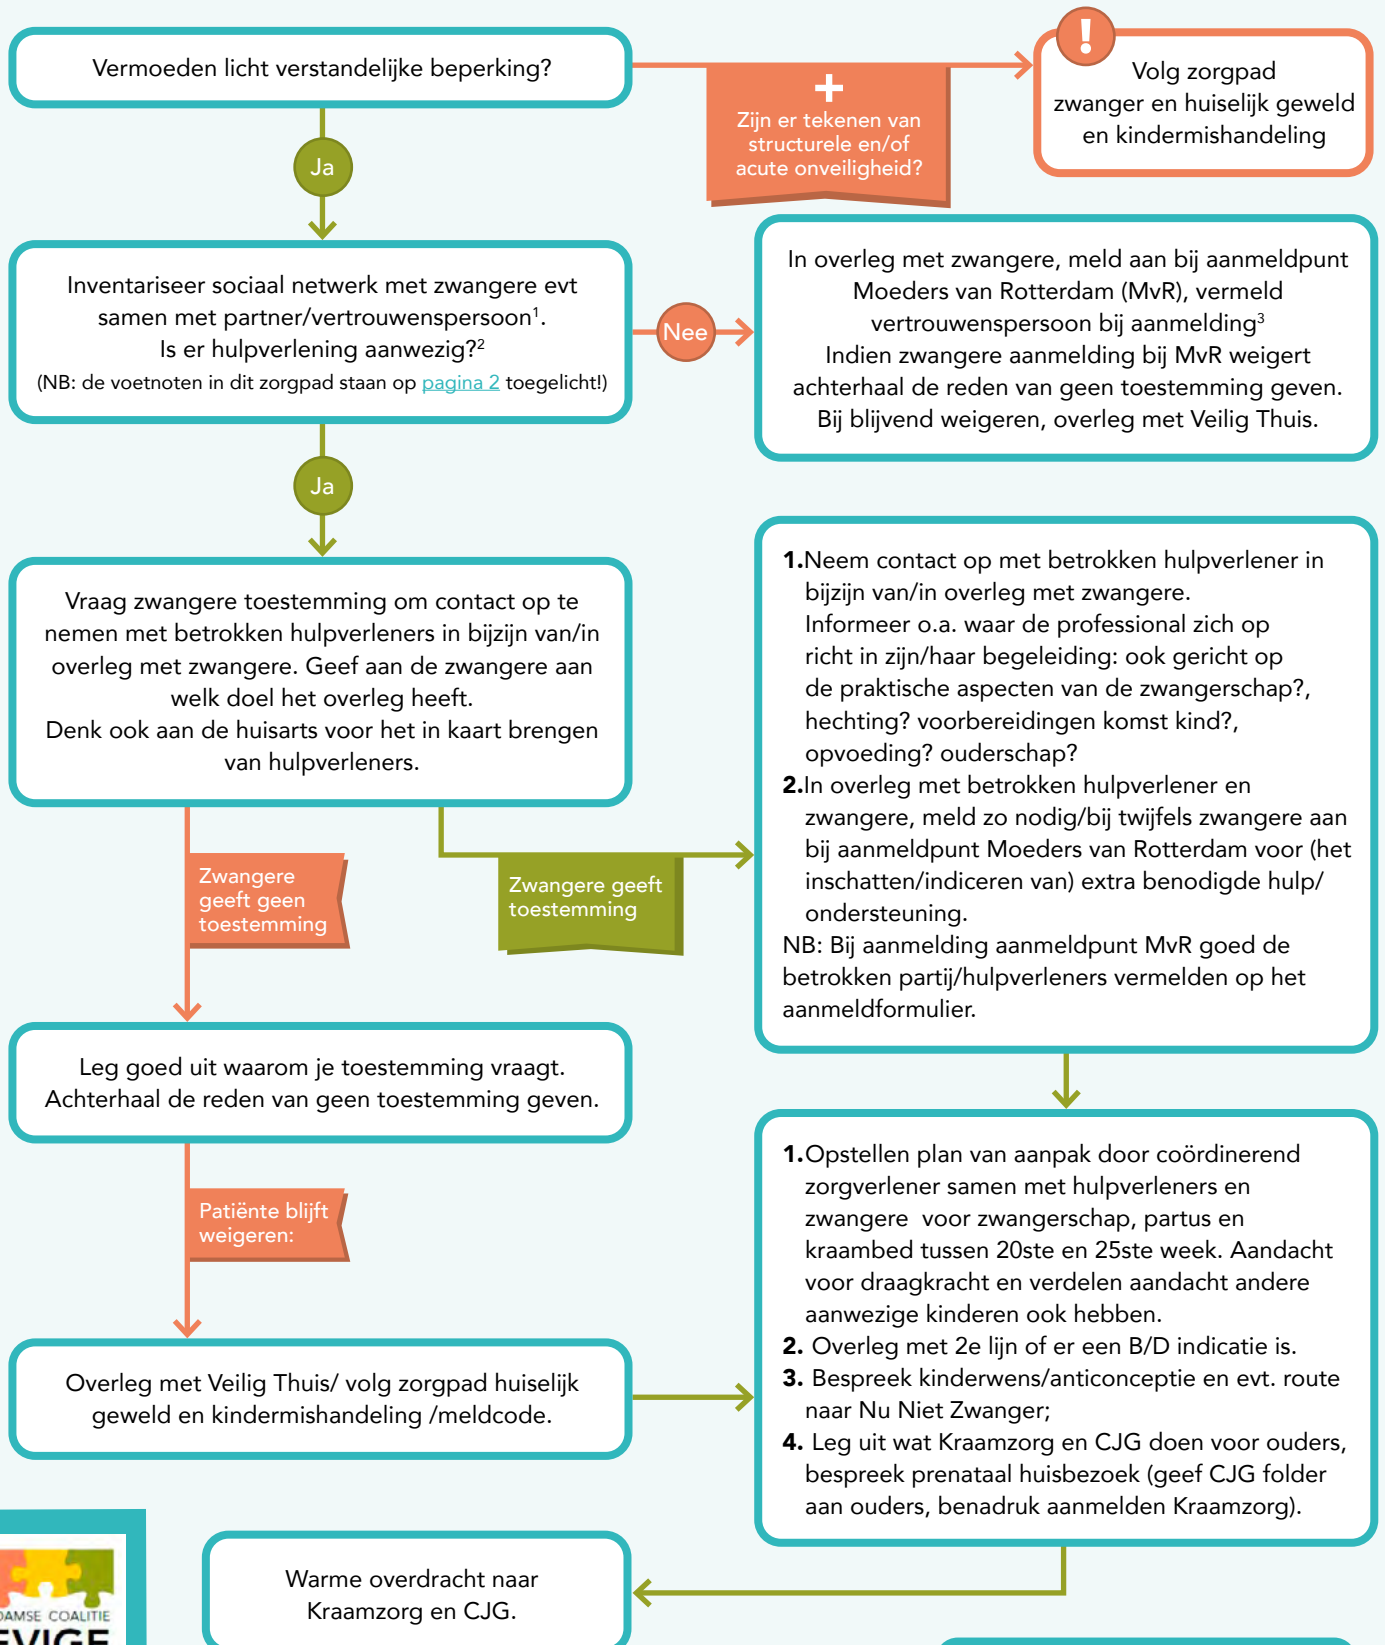 Vermoeden licht verstandelijke beperking?
+
Zijn er tekenen van
structurele en/of
acute onveiligheid?
!
Volg zorgpad
zwanger en huiselijk geweld
en kindermishandeling
Ja
Inventariseer sociaal netwerk met zwangere evt
samen met partner/vertrouwenspersoon¹.
Is er hulpverlening aanwezig?²
(NB: de voetnoten in dit zorgpad staan op pagina 2 toegelicht!)
Nee
In overleg met zwangere, meld aan bij aanmeldpunt
Moeders van Rotterdam (MvR), vermeld
vertrouwenspersoon bij aanmelding³
Indien zwangere aanmelding bij MvR weigert
achterhaal de reden van geen toestemming geven.
Bij blijvend weigeren, overleg met Veilig Thuis.
Ja
Vraag zwangere toestemming om contact op te
nemen met betrokken hulpverleners in bijzijn van/in
overleg met zwangere. Geef aan de zwangere aan
welk doel het overleg heeft.
Denk ook aan de huisarts voor het in kaart brengen
van hulpverleners.
Zwangere
geeft geen
toestemming
Zwangere geeft
toestemming
1.Neem contact op met betrokken hulpverlener in
bijzijn van/in overleg met zwangere.
Informeer o.a. waar de professional zich op
richt in zijn/haar begeleiding: ook gericht op
de praktische aspecten van de zwangerschap?,
hechting? voorbereidingen komst kind?,
opvoeding? ouderschap?
2.In overleg met betrokken hulpverlener en
zwangere, meld zo nodig/bij twijfels zwangere aan
bij aanmeldpunt Moeders van Rotterdam voor (het
inschatten/indiceren van) extra benodigde hulp/
ondersteuning.
NB: Bij aanmelding aanmeldpunt MvR goed de
betrokken partij/hulpverleners vermelden op het
aanmeldformulier.
Leg goed uit waarom je toestemming vraagt.
Achterhaal de reden van geen toestemming geven.
Patiënte blijft
weigeren:
Overleg met Veilig Thuis/ volg zorgpad huiselijk
geweld en kindermishandeling /meldcode.
1.Opstellen plan van aanpak door coördinerend
zorgverlener samen met hulpverleners en
zwangere voor zwangerschap, partus en
kraambed tussen 20ste en 25ste week. Aandacht
voor draagkracht en verdelen aandacht andere
aanwezige kinderen ook hebben.
2. Overleg met 2e lijn of er een B/D indicatie is.
3. Bespreek kinderwens/anticonceptie en evt. route
naar Nu Niet Zwanger;
4. Leg uit wat Kraamzorg en CJG doen voor ouders,
bespreek prenataal huisbezoek (geef CJG folder
aan ouders, benadruk aanmelden Kraamzorg).
Warme overdracht naar
Kraamzorg en CJG.
DAMSE COALITIE
EVIGE